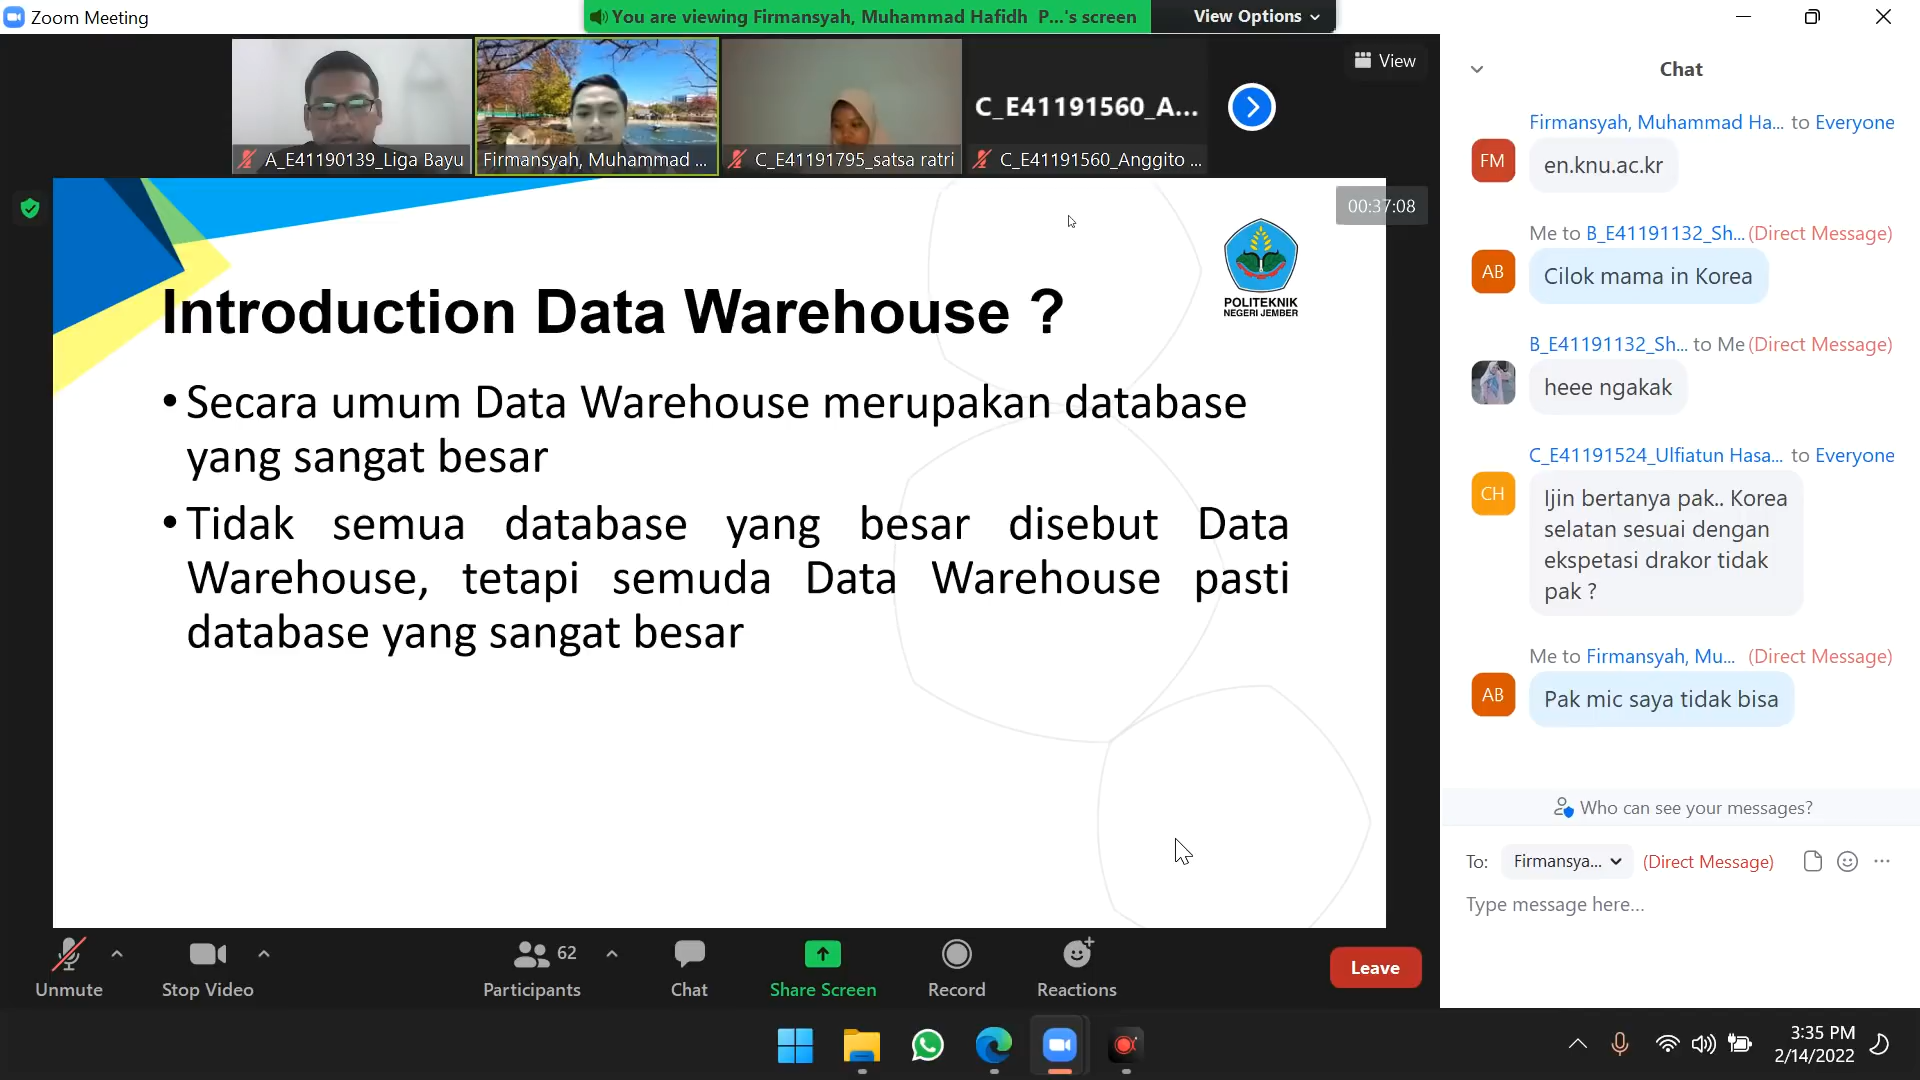 Zoom Meeting
You are viewing Firmansyah, Muhammad Hafidh P...'s screen
View Options
View
A_E41190139_Liga Bayu
Firmansyah, Muhammad ...
C_E41191795_satsa ratri
C_E41191560_A...
C_E41191560_Anggito ...
00:37:08
POLITEKNIK
NEGERI JEMBER
Introduction Data Warehouse ?
• Secara umum Data Warehouse merupakan database
yang sangat besar
• Tidak semua database yang besar disebut Data
Warehouse, tetapi semuda Data Warehouse pasti
database yang sangat besar
Chat
Firmansyah, Muhammad Ha... to Everyone
FM
en.knu.ac.kr
Me to B_E41191132_Sh... (Direct Message)
AB
Cilok mama in Korea
B_E41191132_Sh... to Me (Direct Message)
heee ngakak
C_E41191524_Ulfiatun Hasa... to Everyone
CH
Ijin bertanya pak.. Korea
selatan sesuai dengan
ekspetasi drakor tidak
pak ?
Me to Firmansyah, Mu... (Direct Message)
AB
Pak mic saya tidak bisa
Who can see your messages?
To: Firmansya... (Direct Message)
Type message here...
Unmute
Stop Video
62
Participants
Chat
Share Screen
Record
Reactions
Leave
3:35 PM
2/14/2022